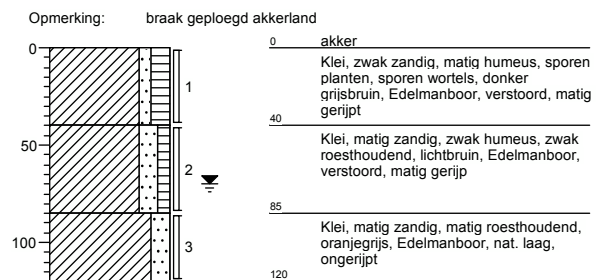 Opmerking: braak geploegd akkerland
0
50
100
1
2
3
0 akker
Klei, zwak zandig, matig humeus, sporen
planten, sporen wortels, donker
grijsbruin, Edelmanboor, verstoord, matig
gerijpt
40
Klei, matig zandig, zwak humeus, zwak
roesthoudend, lichtbruin, Edelmanboor,
verstoord, matig gerijp
85
Klei, matig zandig, matig roesthoudend,
oranjegrijs, Edelmanboor, nat. laag,
ongerijpt
120